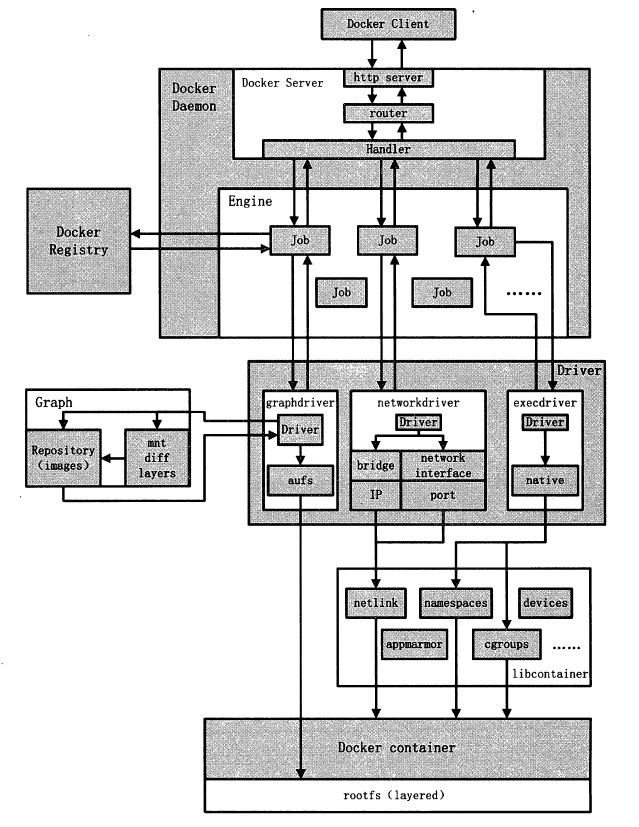 Docker Client
http server
Docker Server
Docker
Daemon
router
Handler
Engine
Docker
Registry
Job
Job
Job
Job
Job
......
Driver
Graph
graphdriver
networkdriver
execdriver
Driver
Driver
Driver
Repository
(images)
mnt
diff
layers
bridge
network
interface
aufs
native
IP
port
netlink
namespaces
devices
appmarmor
cgroups
......
libcontainer
Docker container
rootfs (layered)